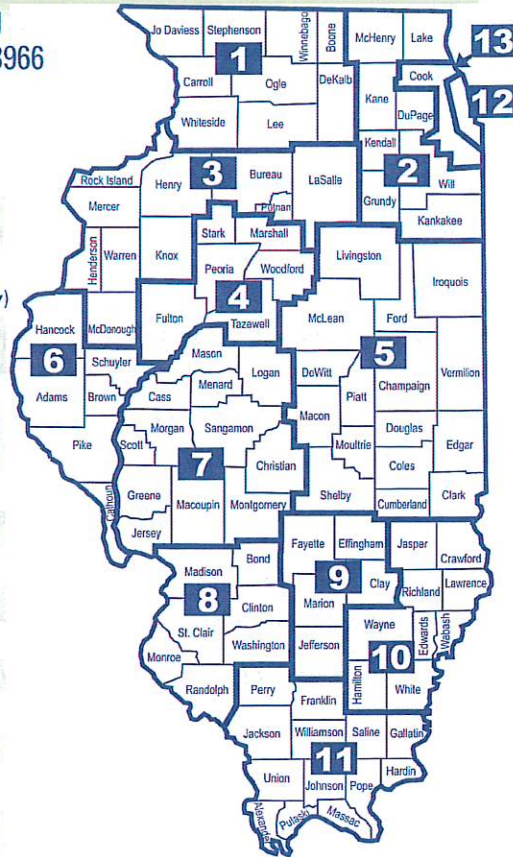 3966
Jo Daviess Stephenson Winnebago Boone McHenry Lake
1 13
Carroll Ogle DeKalb Kane Cook
12
DuPage
Whiteside Lee
Kendall
2
Rock Island Henry 3 Bureau LaSalle Will
Putnam Grundy
Mercer Kankakee
Stark Marshall
Henderson Warren Knox Livingston
Peoria Woodford Iroquois
4
Fulton Tazewell McLean Ford
Hancock McDonough
5
6 Schuyler Mason Logan DeWitt
Adams Brown Cass Menard Piatt Champaign Vermilion
Macon
Morgan Sangamon Douglas
Pike Scott Moultrie Edgar
7 Christian Coles
Greene Shelby Clark
Calhoun Macoupin Montgomery Cumberland
Jersey
Fayette Effingham Jasper Crawford
Madison Bond
9 Clay
8 Richland Lawrence
Clinton Marion
St. Clair Wayne Edwards Wabash
Washington Jefferson 10
Monroe
Randolph Perry Hamilton White
Franklin
Jackson Williamson Saline Gallatin
11
Hardin
Union Johnson Pope
Alexander Pulaski Massac